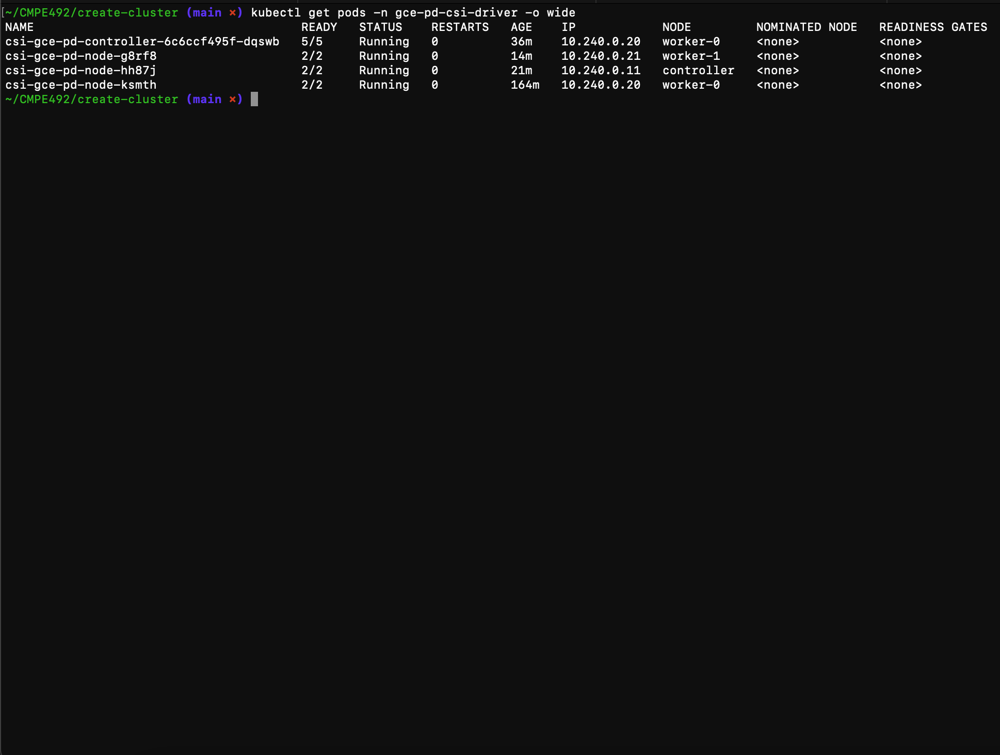 [~/CMPE492/create-cluster (main ×) kubectl get pods -n gce-pd-csi-driver -o wide
NAME                                     READY   STATUS    RESTARTS   AGE    IP            NODE         NOMINATED NODE   READINESS GATES
csi-gce-pd-controller-6c6ccf495f-dqswb   5/5     Running   0          36m    10.240.0.20   worker-0     <none>           <none>
csi-gce-pd-node-g8rf8                    2/2     Running   0          14m    10.240.0.21   worker-1     <none>           <none>
csi-gce-pd-node-hh87j                    2/2     Running   0          21m    10.240.0.11   controller   <none>           <none>
csi-gce-pd-node-ksmth                    2/2     Running   0          164m   10.240.0.20   worker-0     <none>           <none>
~/CMPE492/create-cluster (main ×)